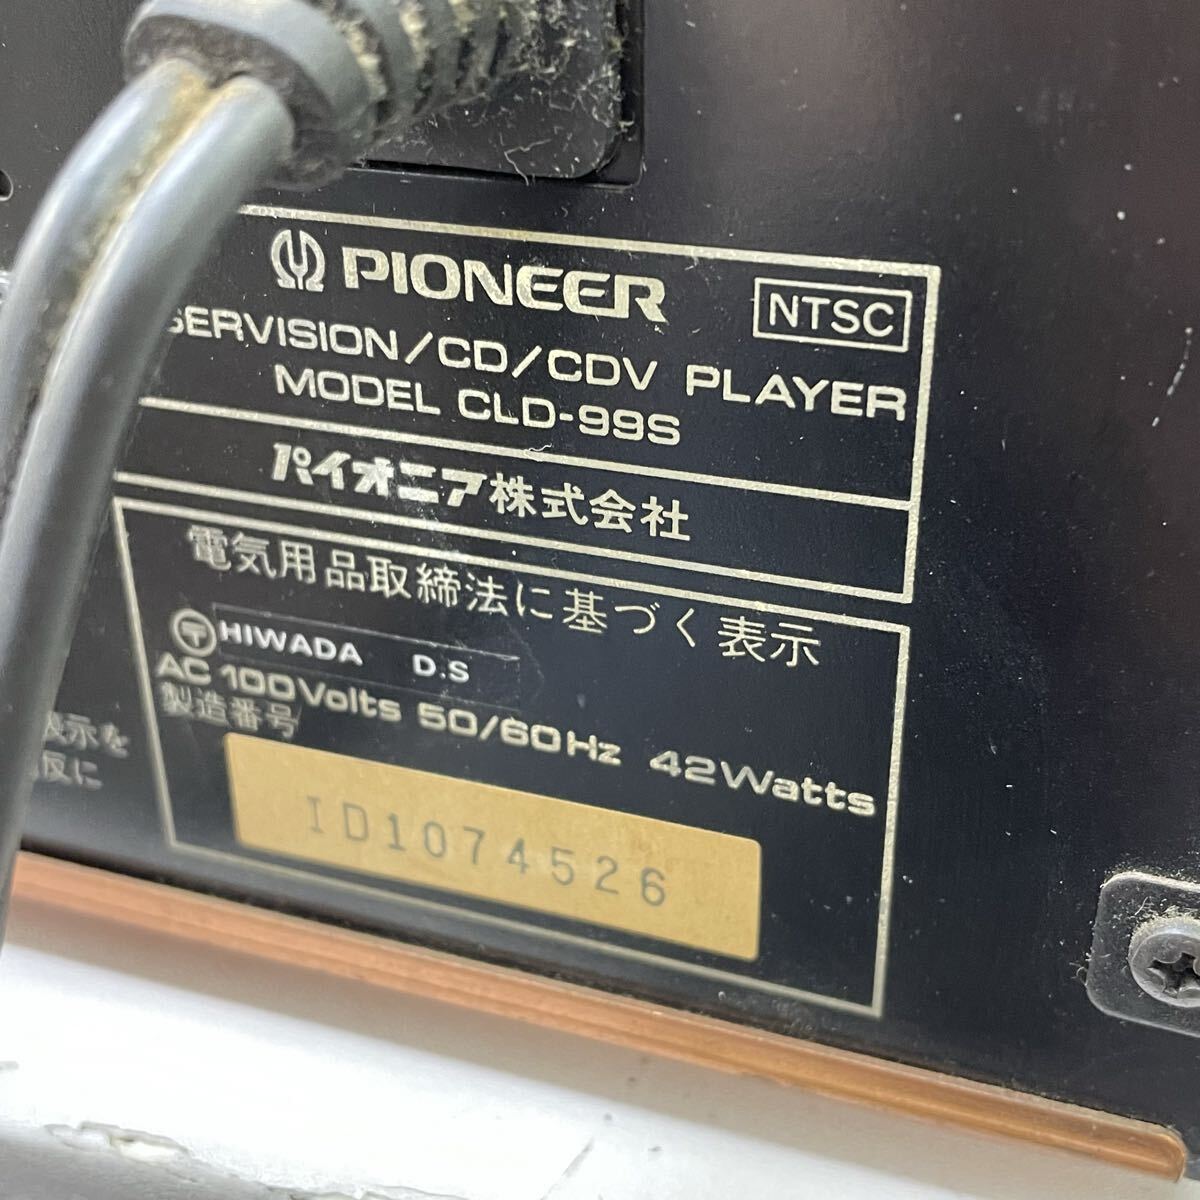 PIONEER NTSC
SERVISION/CD/CDV PLAYER
MODEL CLD-99S
パイオニア株式会社
電気用品取締法に基づく表示
〒 HIWADA D.S
AC 100Volts 50/60Hz 42Watts
製造番号
ID1074526
表示を
反に